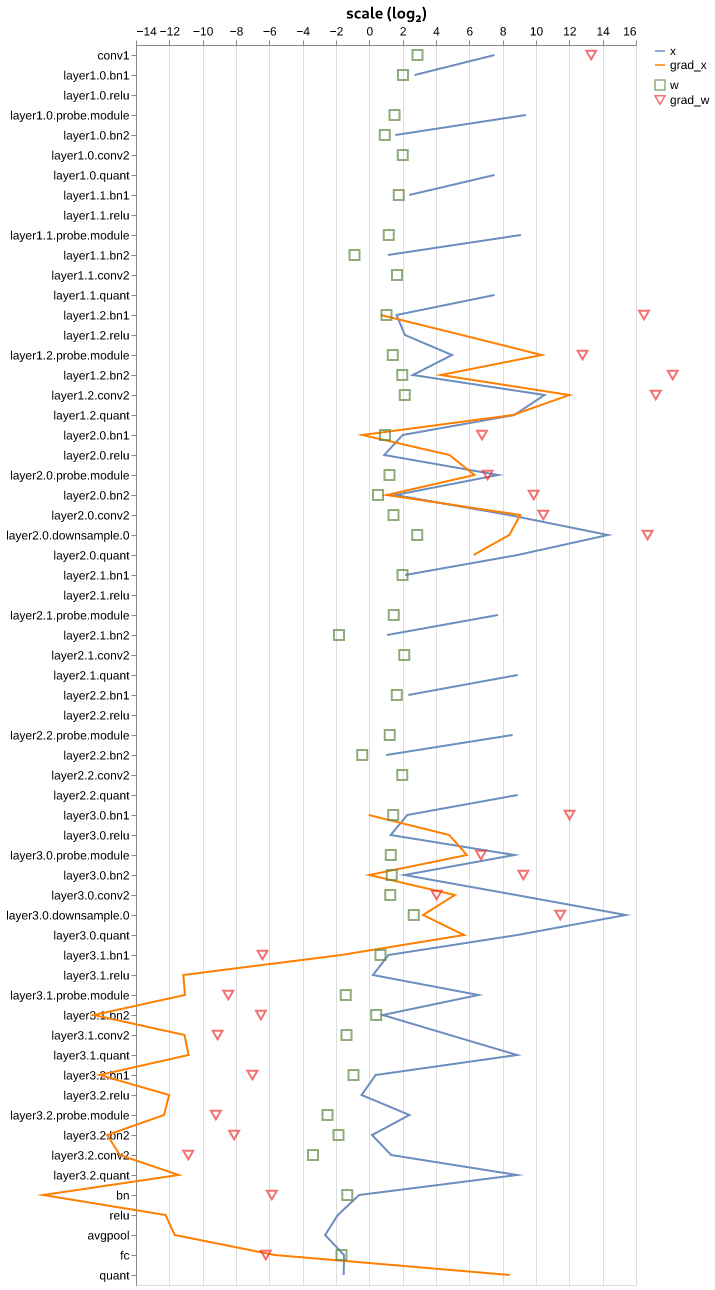 scale (log₂)
−14 −12 −10 −8 −6 −4 −2 0 2 4 6 8 10 12 14 16
x
grad_x
w
grad_w
conv1
layer1.0.bn1
layer1.0.relu
layer1.0.probe.module
layer1.0.bn2
layer1.0.conv2
layer1.0.quant
layer1.1.bn1
layer1.1.relu
layer1.1.probe.module
layer1.1.bn2
layer1.1.conv2
layer1.1.quant
layer1.2.bn1
layer1.2.relu
layer1.2.probe.module
layer1.2.bn2
layer1.2.conv2
layer1.2.quant
layer2.0.bn1
layer2.0.relu
layer2.0.probe.module
layer2.0.bn2
layer2.0.conv2
layer2.0.downsample.0
layer2.0.quant
layer2.1.bn1
layer2.1.relu
layer2.1.probe.module
layer2.1.bn2
layer2.1.conv2
layer2.1.quant
layer2.2.bn1
layer2.2.relu
layer2.2.probe.module
layer2.2.bn2
layer2.2.conv2
layer2.2.quant
layer3.0.bn1
layer3.0.relu
layer3.0.probe.module
layer3.0.bn2
layer3.0.conv2
layer3.0.downsample.0
layer3.0.quant
layer3.1.bn1
layer3.1.relu
layer3.1.probe.module
layer3.1.bn2
layer3.1.conv2
layer3.1.quant
layer3.2.bn1
layer3.2.relu
layer3.2.probe.module
layer3.2.bn2
layer3.2.conv2
layer3.2.quant
bn
relu
avgpool
fc
quant